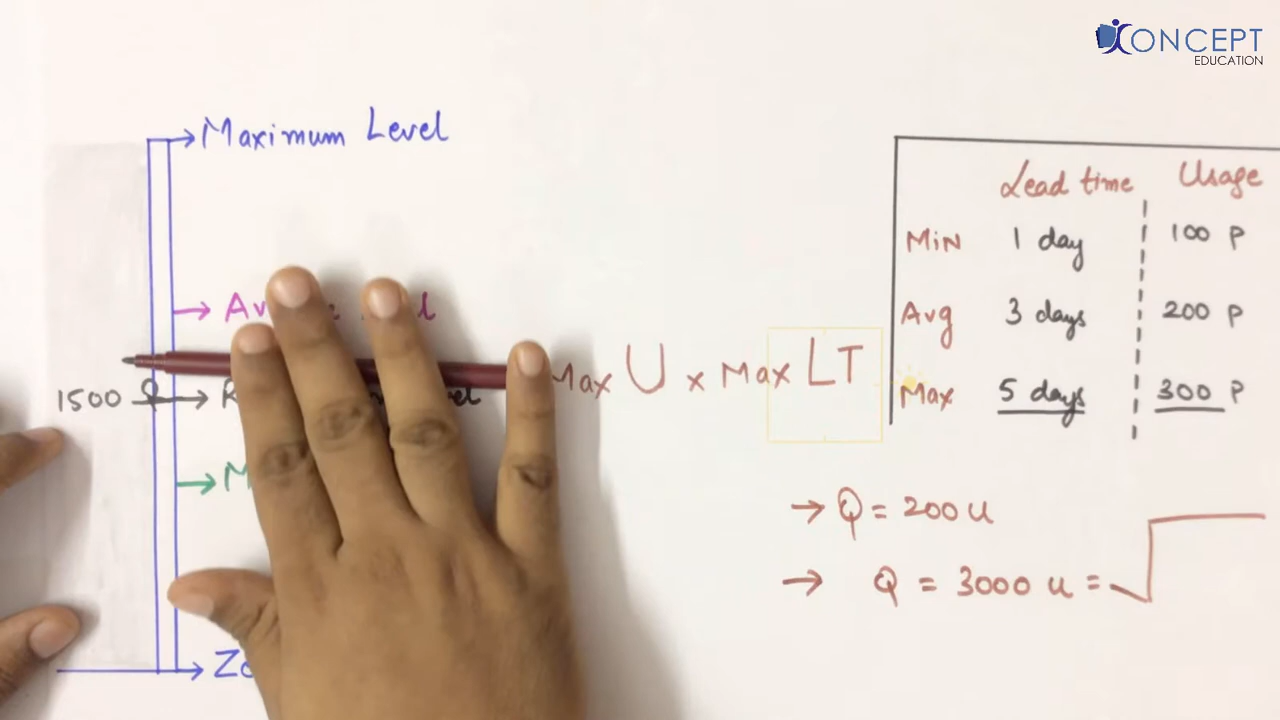 CONCEPT
EDUCATION
Maximum Level
Lead time Usage
MiN 1 day 100 P
Avg 3 days 200 P
Max U x Max LT
1500
Max 5 days 300 P
→ Q = 200 u
→ Q = 3000 u = √